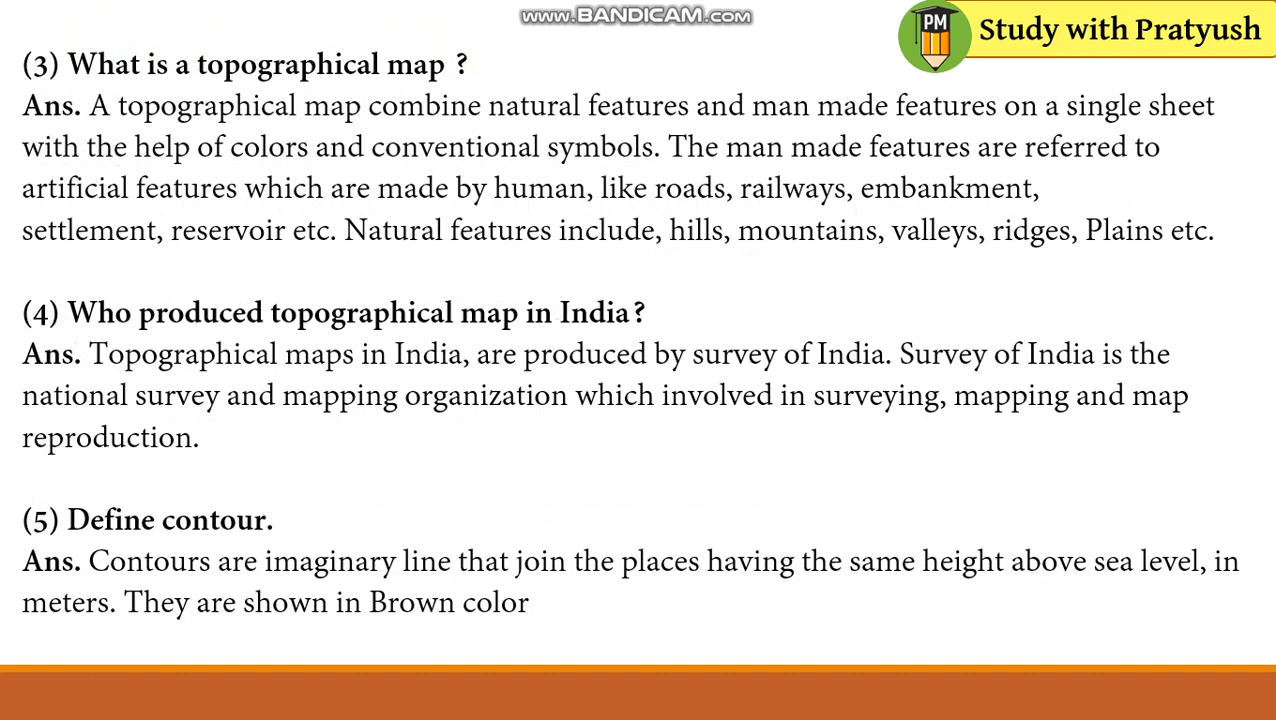 www.BANDICAM.com
PM
Study with Pratyush
(3) What is a topographical map ?
Ans. A topographical map combine natural features and man made features on a single sheet
with the help of colors and conventional symbols. The man made features are referred to
artificial features which are made by human, like roads, railways, embankment,
settlement, reservoir etc. Natural features include, hills, mountains, valleys, ridges, Plains etc.
(4) Who produced topographical map in India?
Ans. Topographical maps in India, are produced by survey of India. Survey of India is the
national survey and mapping organization which involved in surveying, mapping and map
reproduction.
(5) Define contour.
Ans. Contours are imaginary line that join the places having the same height above sea level, in
meters. They are shown in Brown color